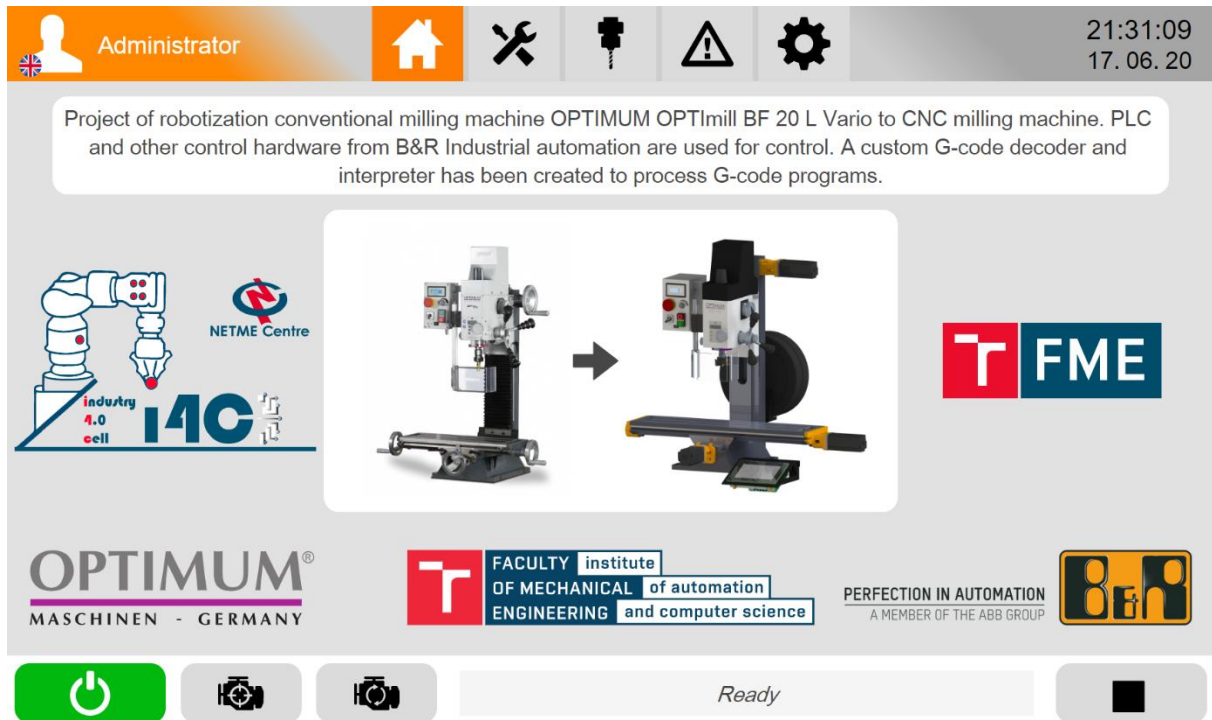 Administrator
21:31:09
17. 06. 20
Project of robotization conventional milling machine OPTIMUM OPTImill BF 20 L Vario to CNC milling machine. PLC
and other control hardware from B&R Industrial automation are used for control. A custom G-code decoder and
interpreter has been created to process G-code programs.
NETME Centre
industry
4.0
cell
i4C
T FME
OPTIMUM®
MASCHINEN - GERMANY
T
FACULTY institute
OF MECHANICAL of automation
ENGINEERING and computer science
PERFECTION IN AUTOMATION
A MEMBER OF THE ABB GROUP
B&R
Ready